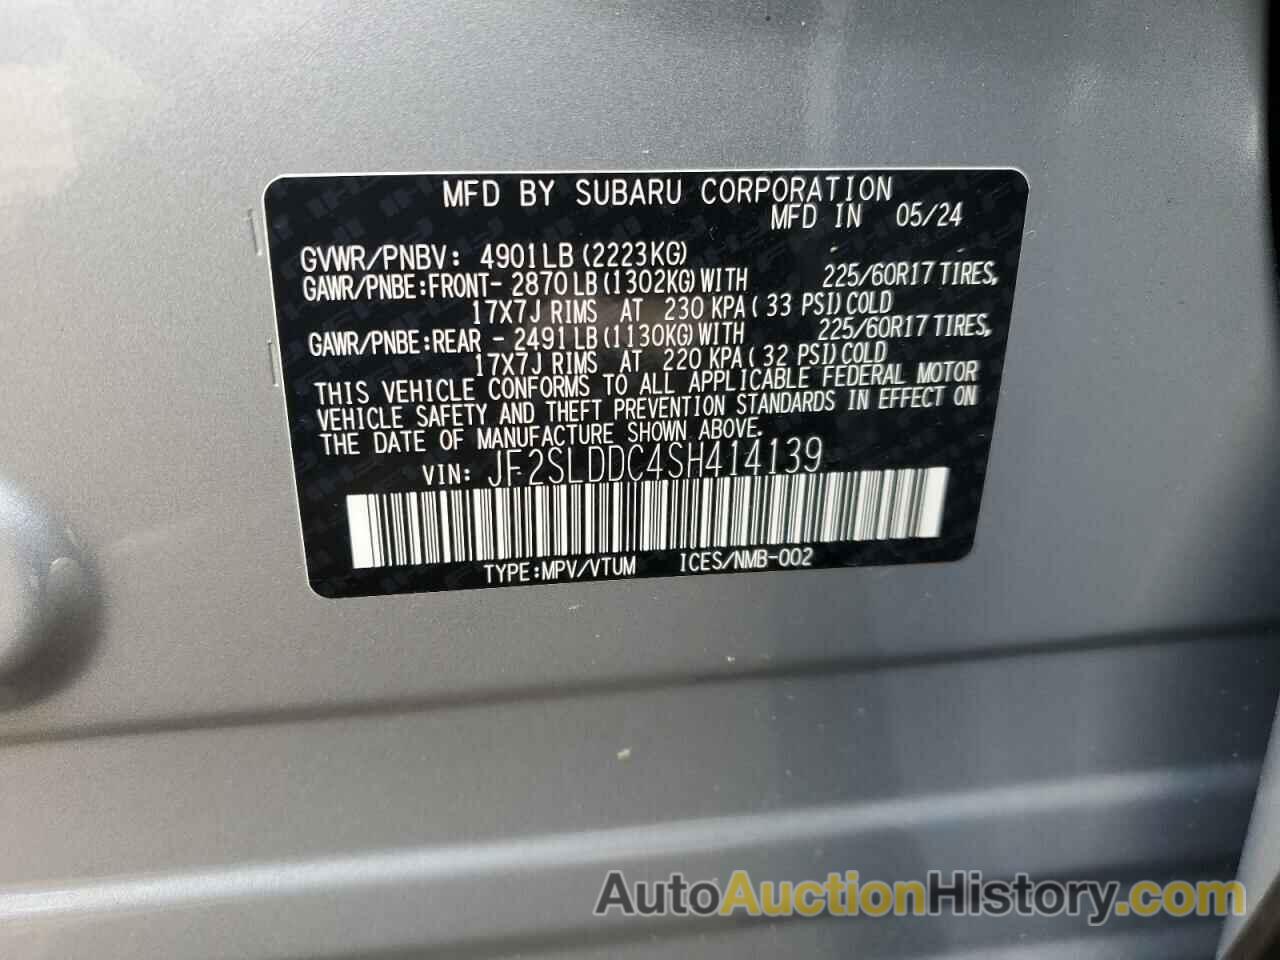 MFD BY SUBARU CORPORATION
MFD IN 05/24
GVWR/PNBV: 4901LB(2223KG)
GAWR/PNBE:FRONT- 2870LB(1302KG)WITH 225/60R17 TIRES,
17X7J RIMS AT 230 KPA( 33 PSI)COLD
GAWR/PNBE:REAR - 2491LB(1130KG)WITH 225/60R17 TIRES,
17X7J RIMS AT 220 KPA( 32 PSI)COLD
THIS VEHICLE CONFORMS TO ALL APPLICABLE FEDERAL MOTOR
VEHICLE SAFETY AND THEFT PREVENTION STANDARDS IN EFFECT ON
THE DATE OF MANUFACTURE SHOWN ABOVE.
VIN: JF2SLDDC4SH414139
TYPE:MPV/VTUM ICES/NMB-002
AutoAuctionHistory.com